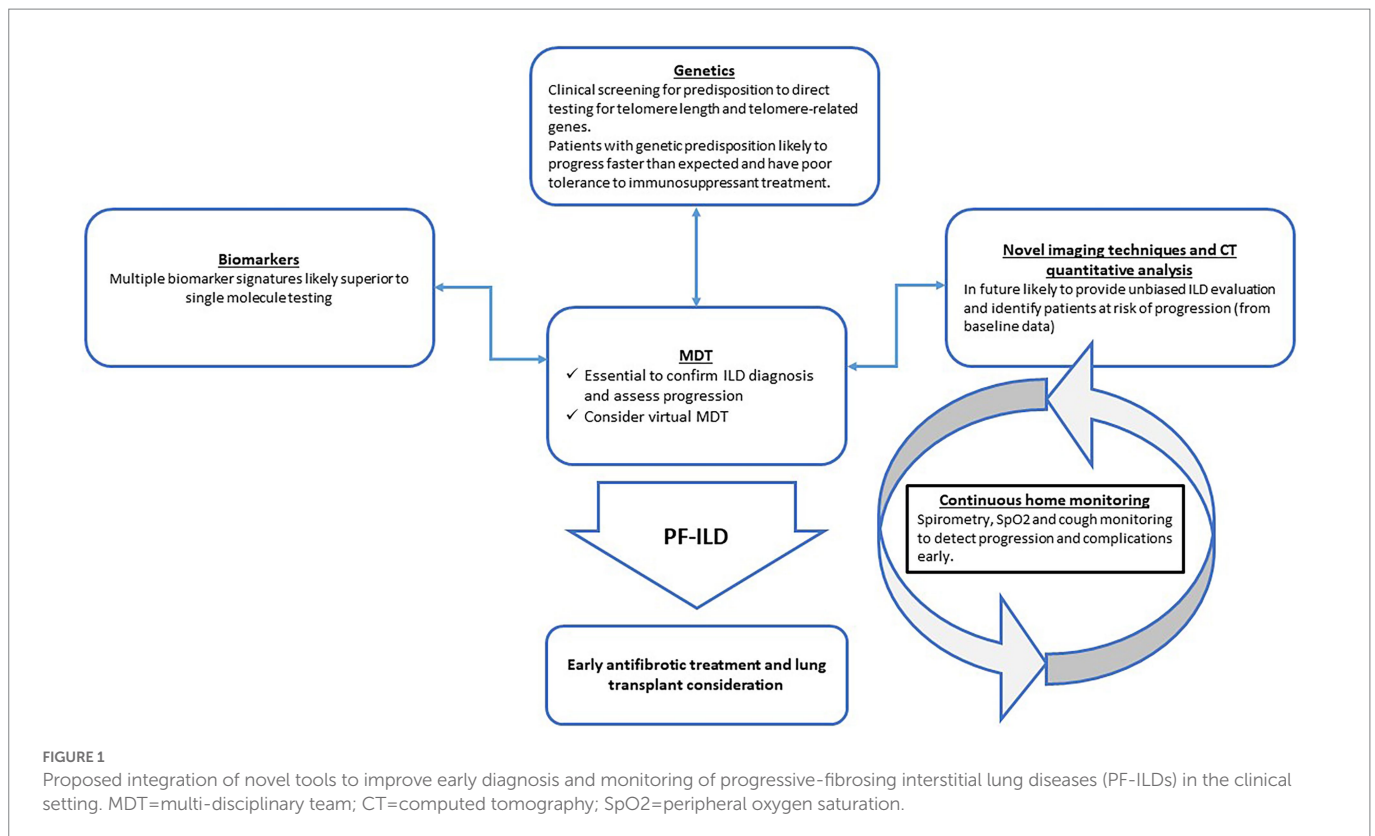 Genetics
Clinical screening for predisposition to direct
testing for telomere length and telomere-related
genes.
Patients with genetic predisposition likely to
progress faster than expected and have poor
tolerance to immunosuppressant treatment.
Biomarkers
Multiple biomarker signatures likely superior to
single molecule testing
Novel imaging techniques and CT
quantitative analysis
In future likely to provide unbiased ILD evaluation
and identify patients at risk of progression (from
baseline data)
MDT
✓ Essential to confirm ILD diagnosis
and assess progression
✓ Consider virtual MDT
Continuous home monitoring
Spirometry, SpO2 and cough monitoring
to detect progression and complications
early.
PF-ILD
Early antifibrotic treatment and lung
transplant consideration
FIGURE 1
Proposed integration of novel tools to improve early diagnosis and monitoring of progressive-fibrosing interstitial lung diseases (PF-ILDs) in the clinical
setting. MDT=multi-disciplinary team; CT=computed tomography; SpO2=peripheral oxygen saturation.